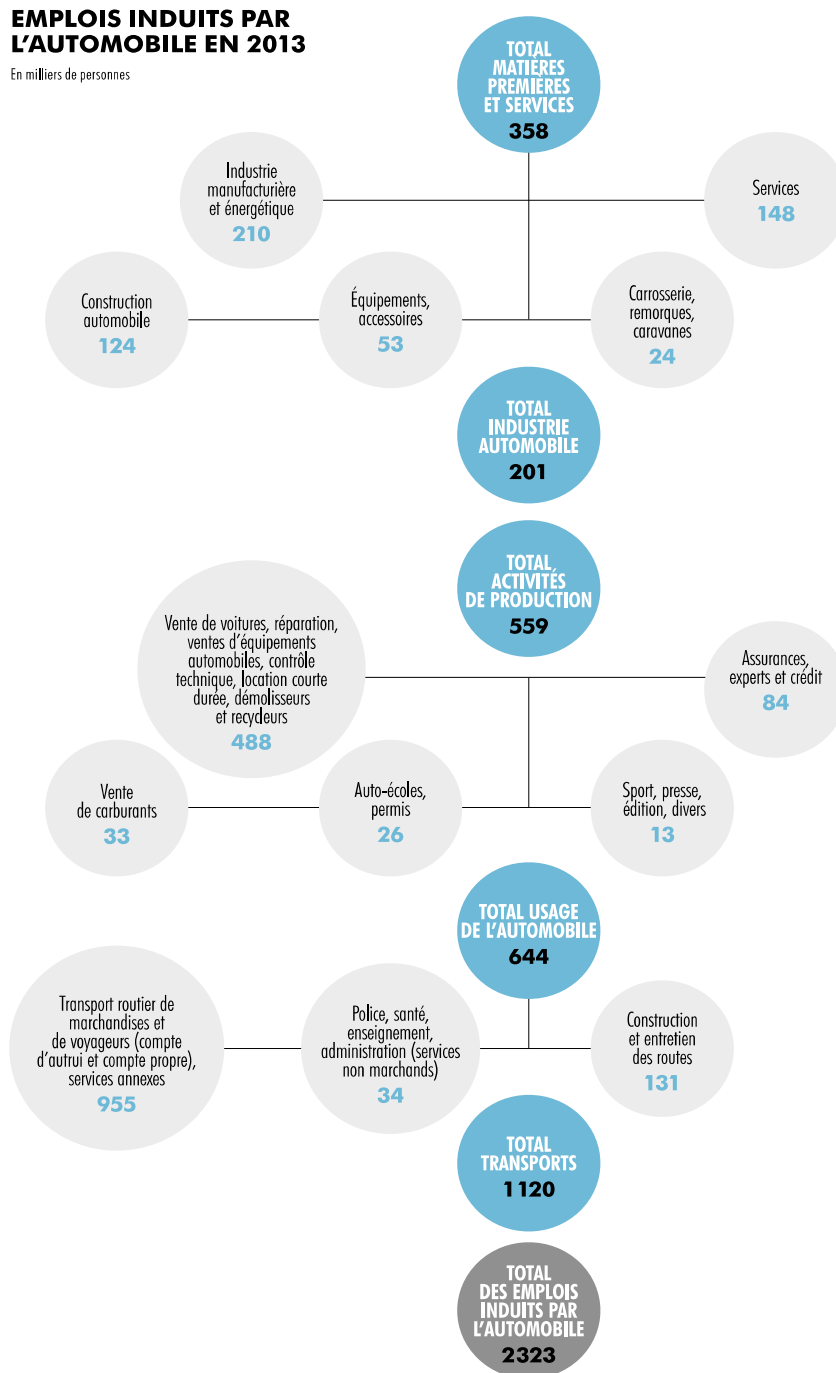 EMPLOIS INDUITS PAR
L'AUTOMOBILE EN 2013
En milliers de personnes
TOTAL
MATIÈRES
PREMIÈRES
ET SERVICES
358
Industrie
manufacturière
et énergétique
210
Services
148
Construction
automobile
124
Équipements,
accessoires
53
Carrosserie,
remorques,
caravanes
24
TOTAL
INDUSTRIE
AUTOMOBILE
201
TOTAL
ACTIVITÉS
DE PRODUCTION
559
Vente de voitures, réparation,
ventes d'équipements
automobiles, contrôle
technique, location courte
durée, démolisseurs
et recycleurs
488
Assurances,
experts et crédit
84
Vente
de carburants
33
Auto-écoles,
permis
26
Sport, presse,
édition, divers
13
TOTAL USAGE
DE L'AUTOMOBILE
644
Transport routier de
marchandises et
de voyageurs (compte
d'autrui et compte propre),
services annexes
955
Police, santé,
enseignement,
administration (services
non marchands)
34
Construction
et entretien
des routes
131
TOTAL
TRANSPORTS
1120
TOTAL
DES EMPLOIS
INDUITS PAR
L'AUTOMOBILE
2323